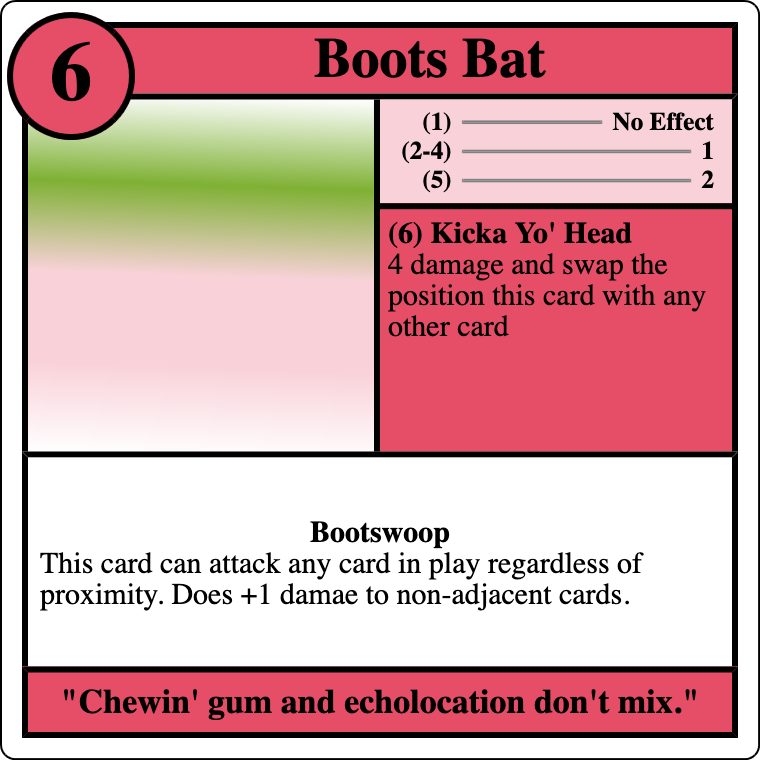 6
Boots Bat
(1) No Effect
(2-4) 1
(5) 2
(6) Kicka Yo' Head
4 damage and swap the
position this card with any
other card
Bootswoop
This card can attack any card in play regardless of
proximity. Does +1 damae to non-adjacent cards.
"Chewin' gum and echolocation don't mix."